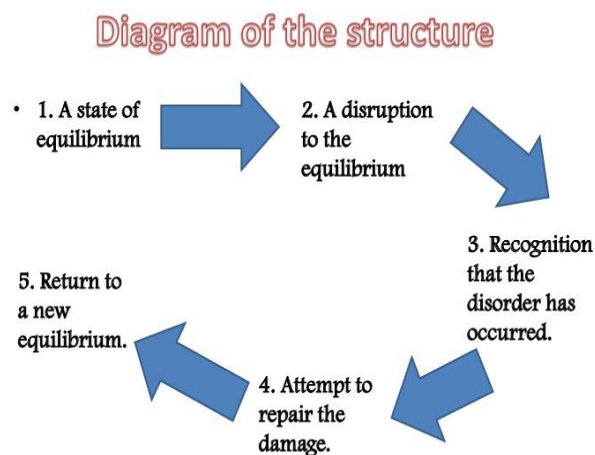 Diagram of the structure
• 1. A state of
equilibrium
2. A disruption
to the
equilibrium
3. Recognition
that the
disorder has
occurred.
4. Attempt to
repair the
damage.
5. Return to
a new
equilibrium.